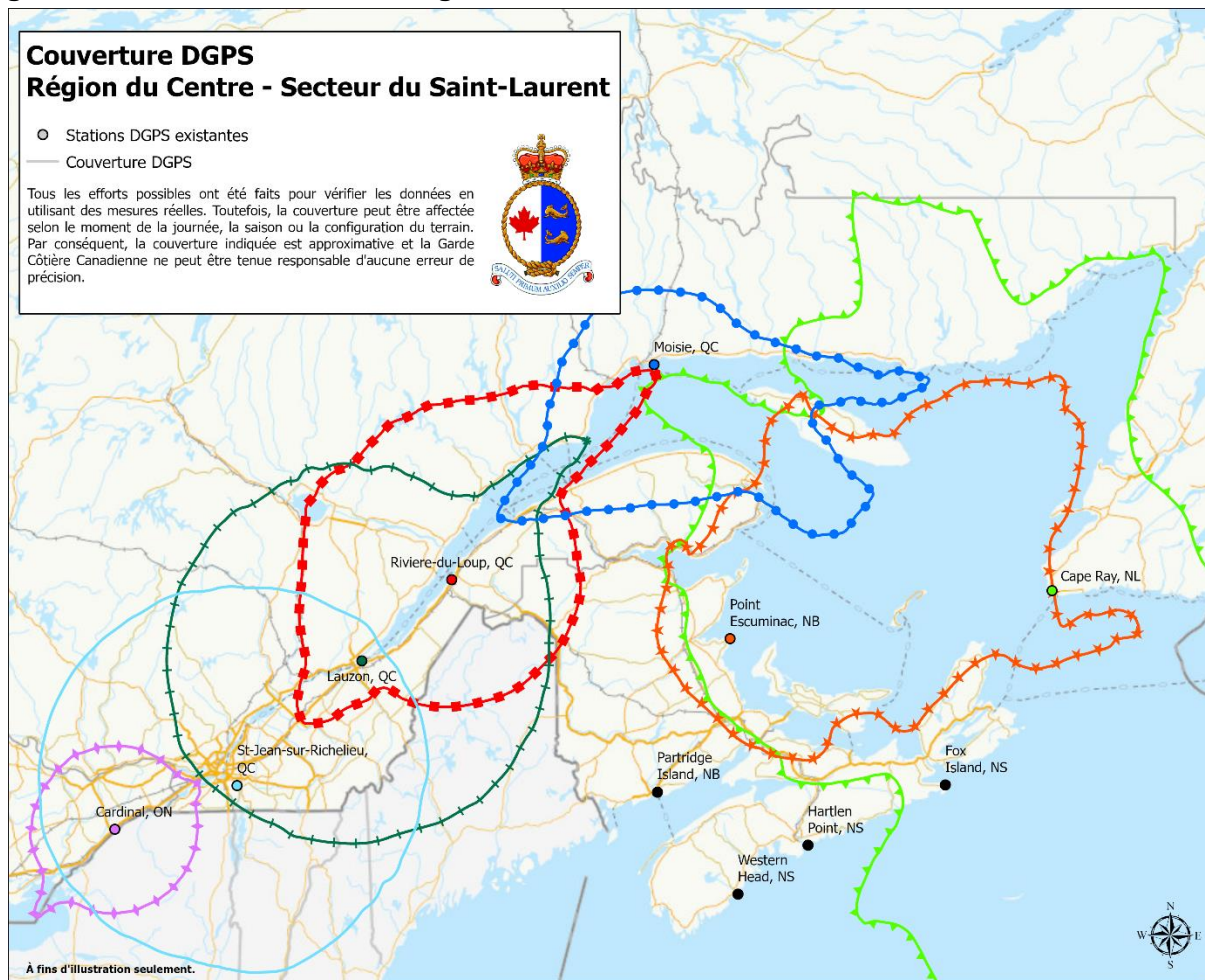 Couverture DGPS
Région du Centre - Secteur du Saint-Laurent
Stations DGPS existantes
Couverture DGPS
Tous les efforts possibles ont été faits pour vérifier les données en
utilisant des mesures réelles. Toutefois, la couverture peut être affectée
selon le moment de la journée, la saison ou la configuration du terrain.
Par conséquent, la couverture indiquée est approximative et la Garde
Côtière Canadienne ne peut être tenue responsable d'aucune erreur de
précision.
SALUTI PRIMUM AUXILIO SEMPER
Moisie, QC
Riviere-du-Loup, QC
Cape Ray, NL
Point
Escuminac, NB
Lauzon, QC
St-Jean-sur-Richelieu,
QC
Partridge
Island, NB
Fox
Island, NS
Cardinal, ON
Hartlen
Point, NS
Western
Head, NS
N
W E
S
À fins d'illustration seulement.